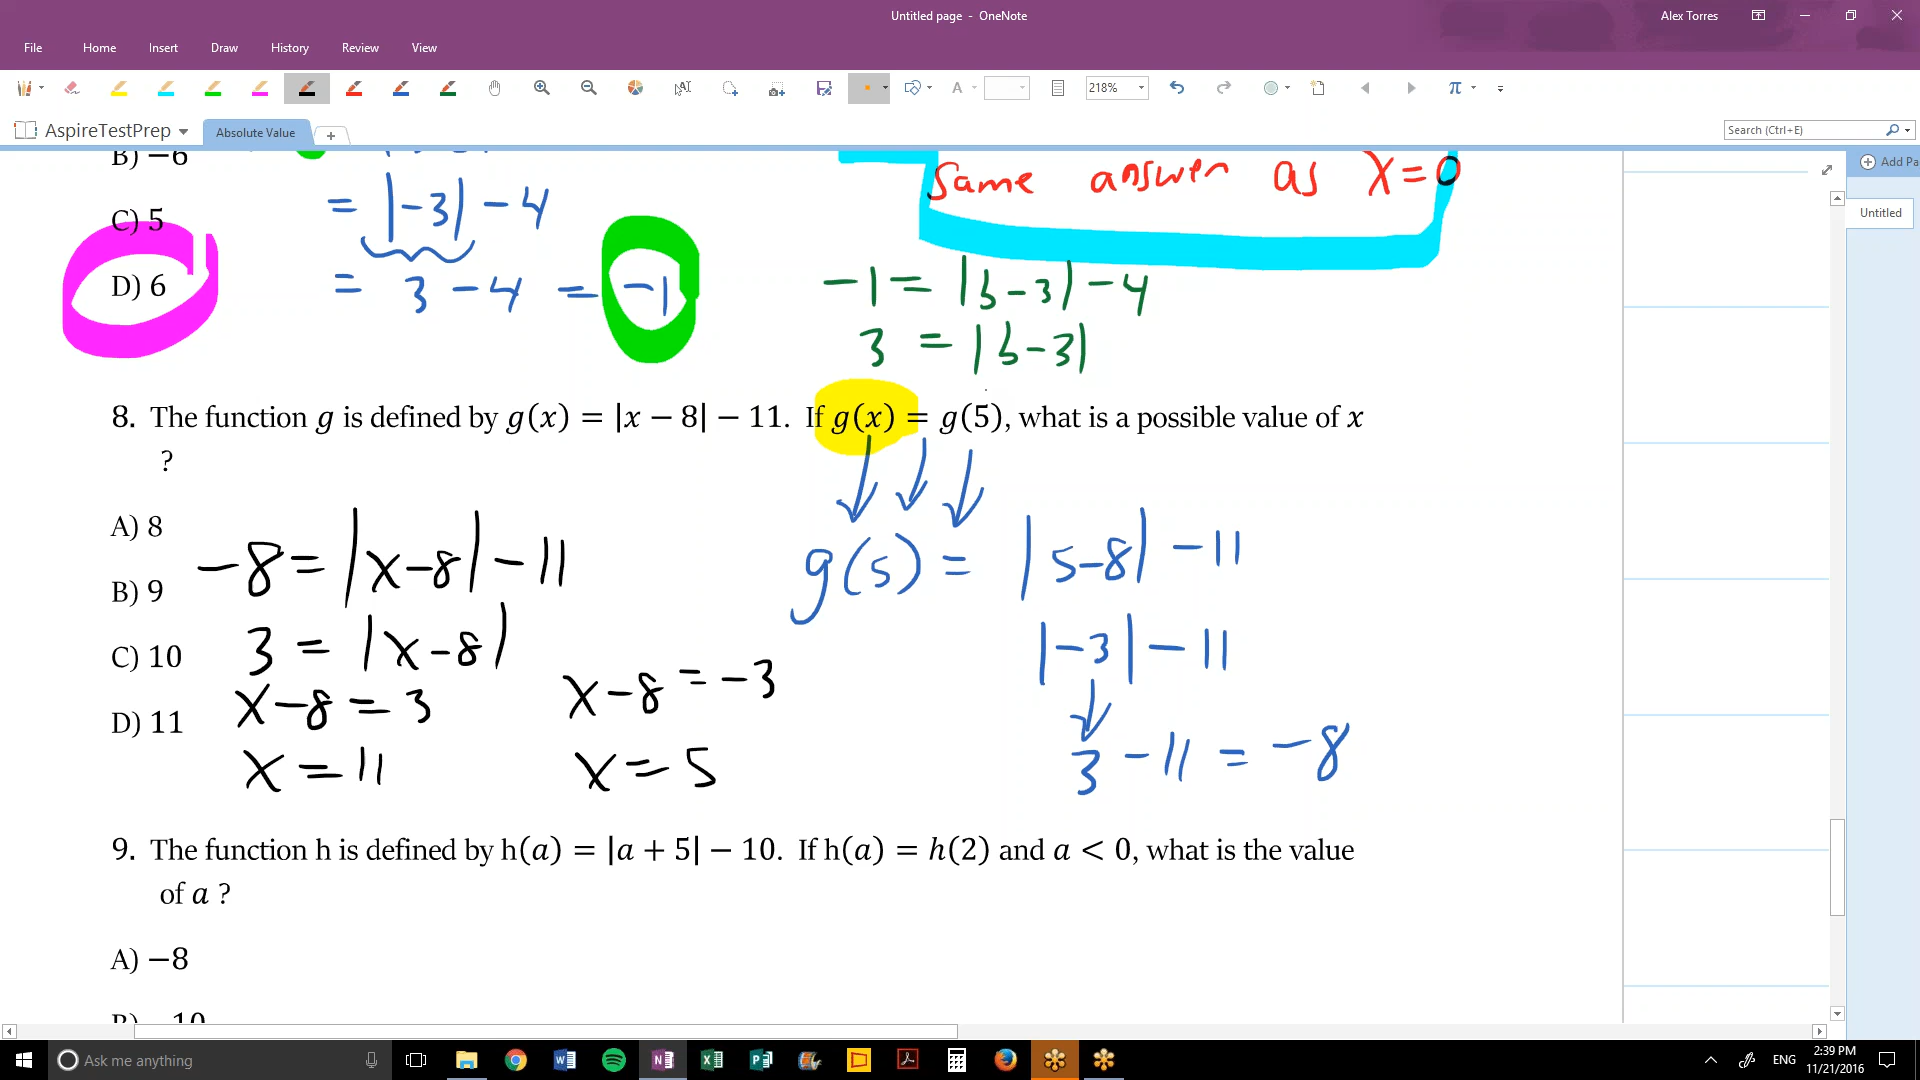 Untitled page - OneNote
Alex Torres
File Home Insert Draw History Review View
218%
AspireTestPrep
Absolute Value
Search (Ctrl+E)
Add Pa
Untitled
B) −6
C) 5
D) 6
= |-3| - 4
= 3 - 4 = -1
Same answer as X=0
-1 = |b-3| - 4
3 = |b-3|
8. The function g is defined by g(x) = |x − 8| − 11. If g(x) = g(5), what is a possible value of x
?
A) 8
B) 9
C) 10
D) 11
-8 = |x-8| - 11
3 = |x-8|
x-8 = 3
x = 11
x-8 = -3
x = 5
g(5) = |5-8| - 11
|-3| - 11
3 - 11 = -8
9. The function h is defined by h(a) = |a + 5| − 10. If h(a) = h(2) and a < 0, what is the value
of a ?
A) −8
Ask me anything
ENG
2:39 PM
11/21/2016